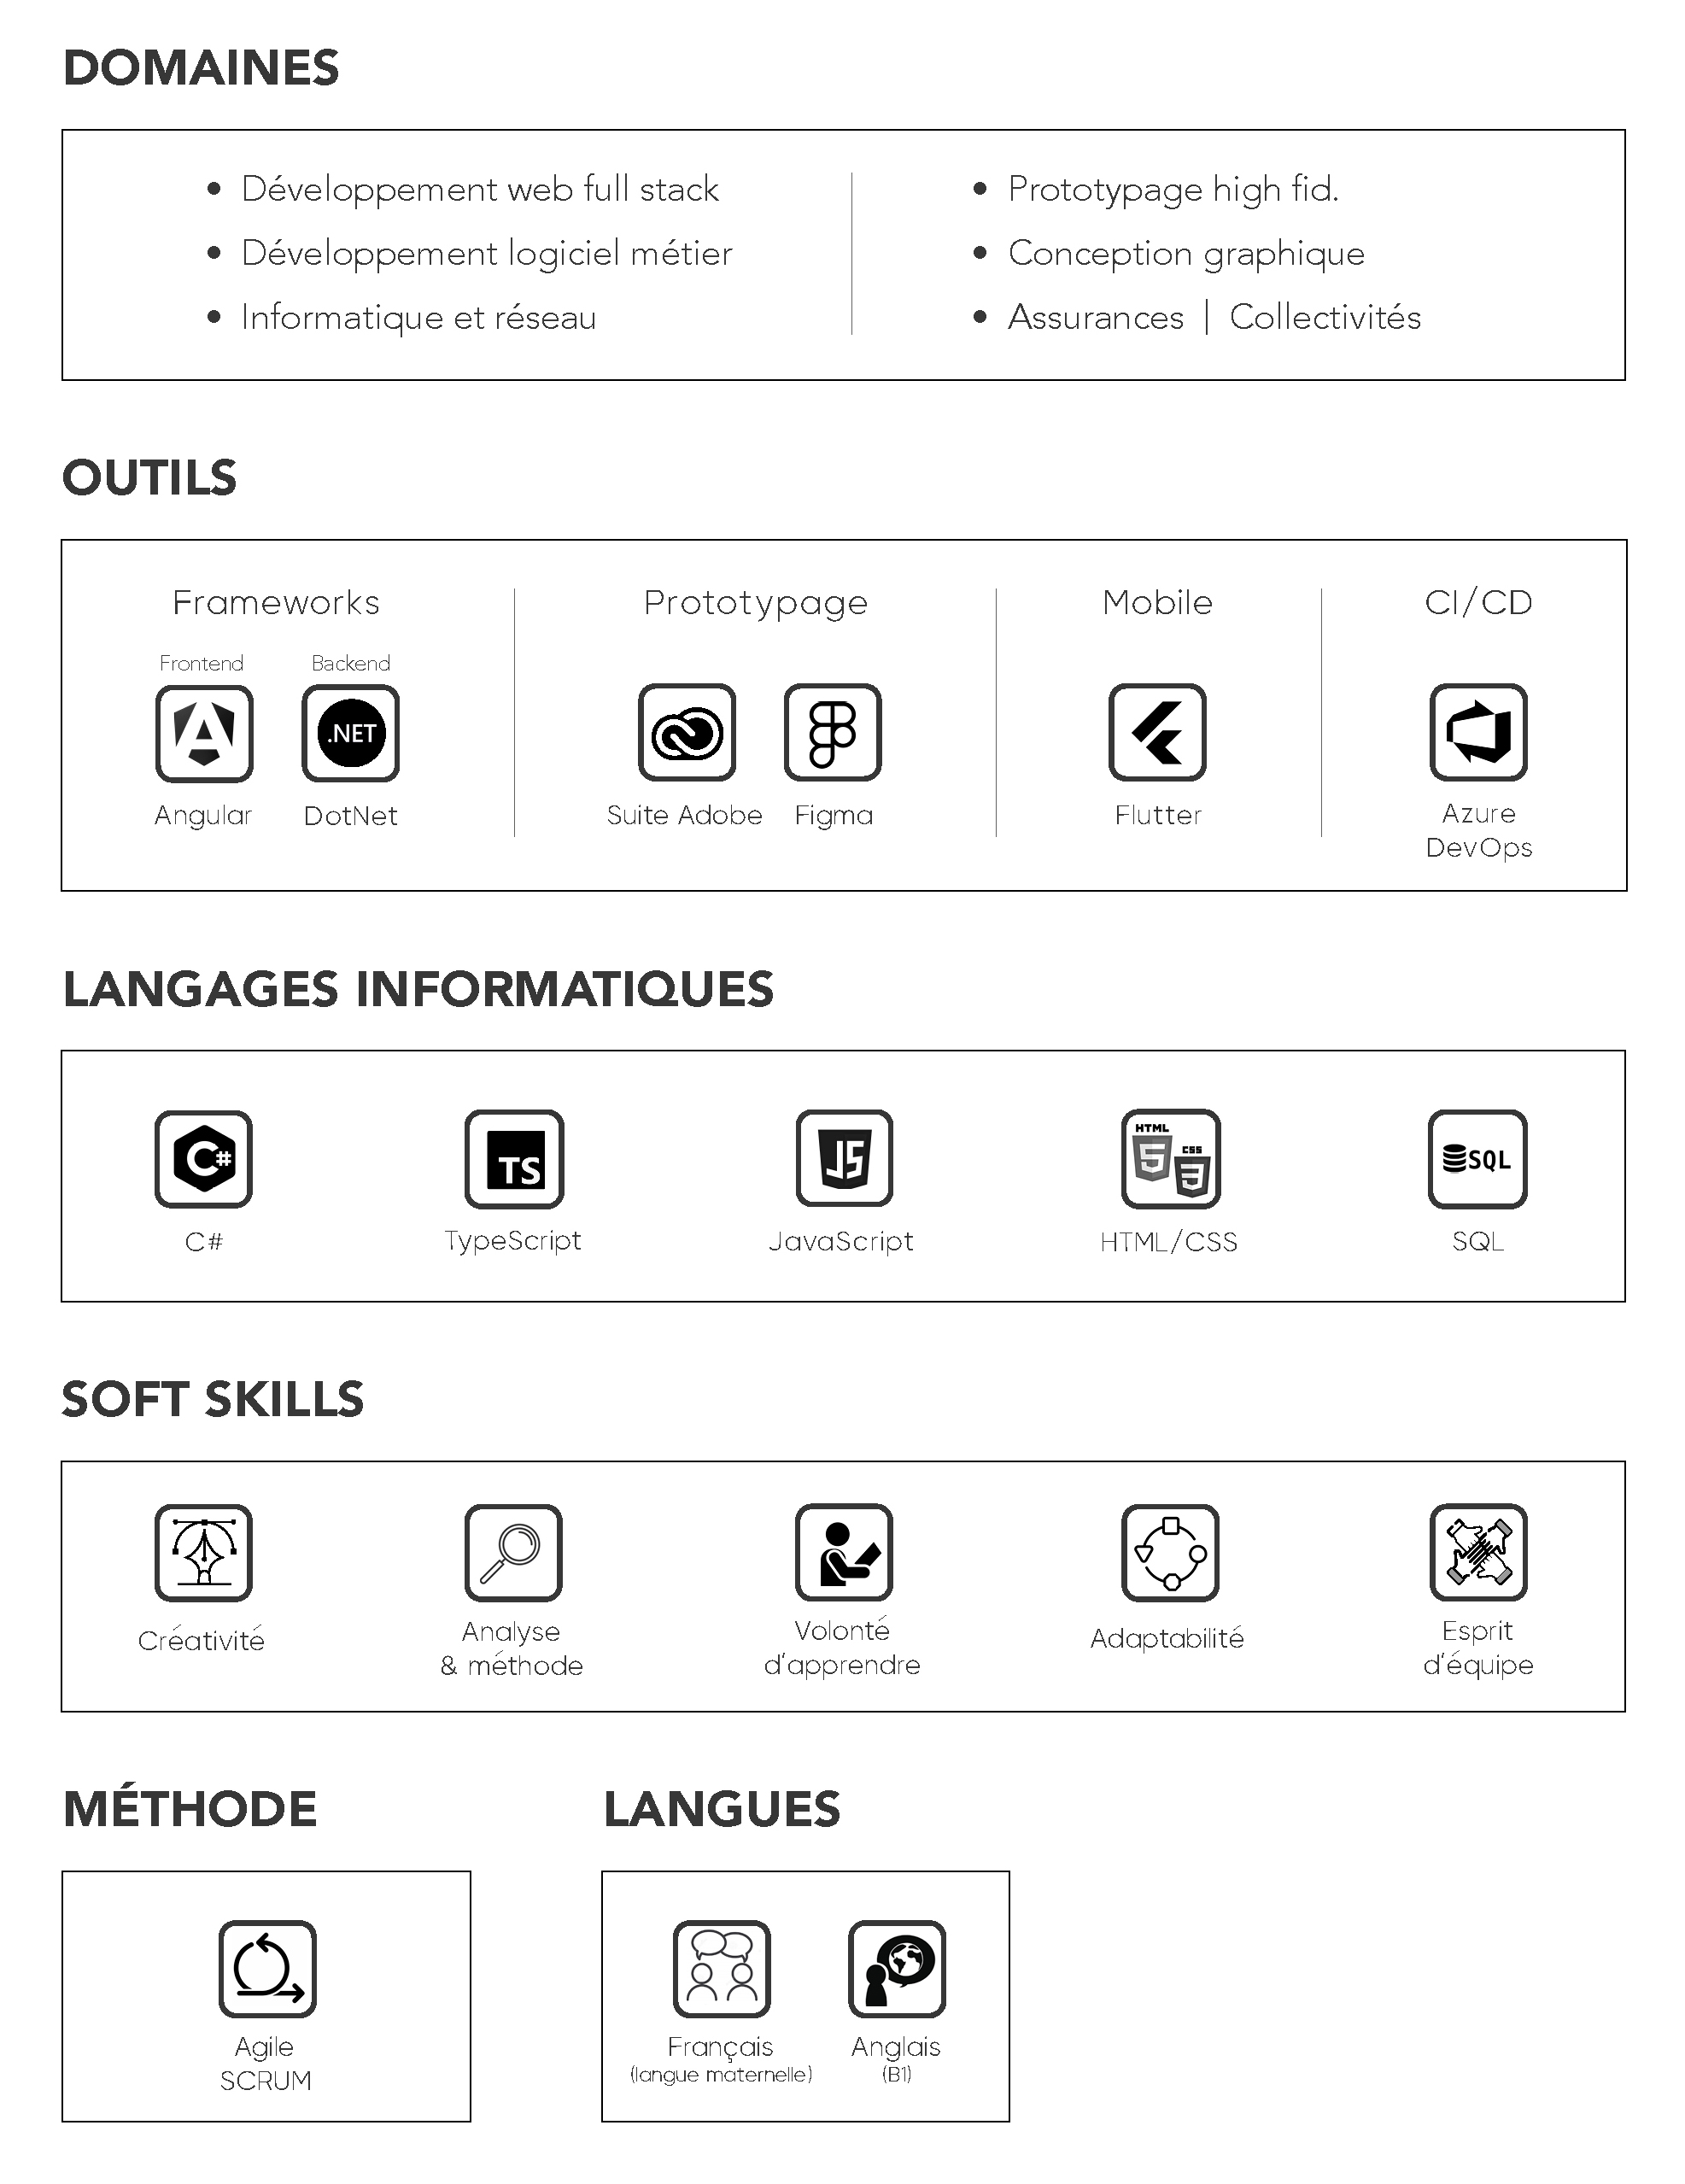 DOMAINES
• Développement web full stack
• Développement logiciel métier
• Informatique et réseau
• Prototypage high fid.
• Conception graphique
• Assurances | Collectivités
OUTILS
Frameworks
Frontend
Backend
.NET
Angular
DotNet
Prototypage
Suite Adobe
Figma
Mobile
Flutter
CI/CD
Azure
DevOps
LANGAGES INFORMATIQUES
C#
C#
TS
TypeScript
JS
JavaScript
HTML
5
CSS
3
HTML/CSS
SQL
SQL
SOFT SKILLS
Créativité
Analyse
& méthode
Volonté
d'apprendre
Adaptabilité
Esprit
d'équipe
MÉTHODE
Agile
SCRUM
LANGUES
Français
(langue maternelle)
Anglais
(B1)